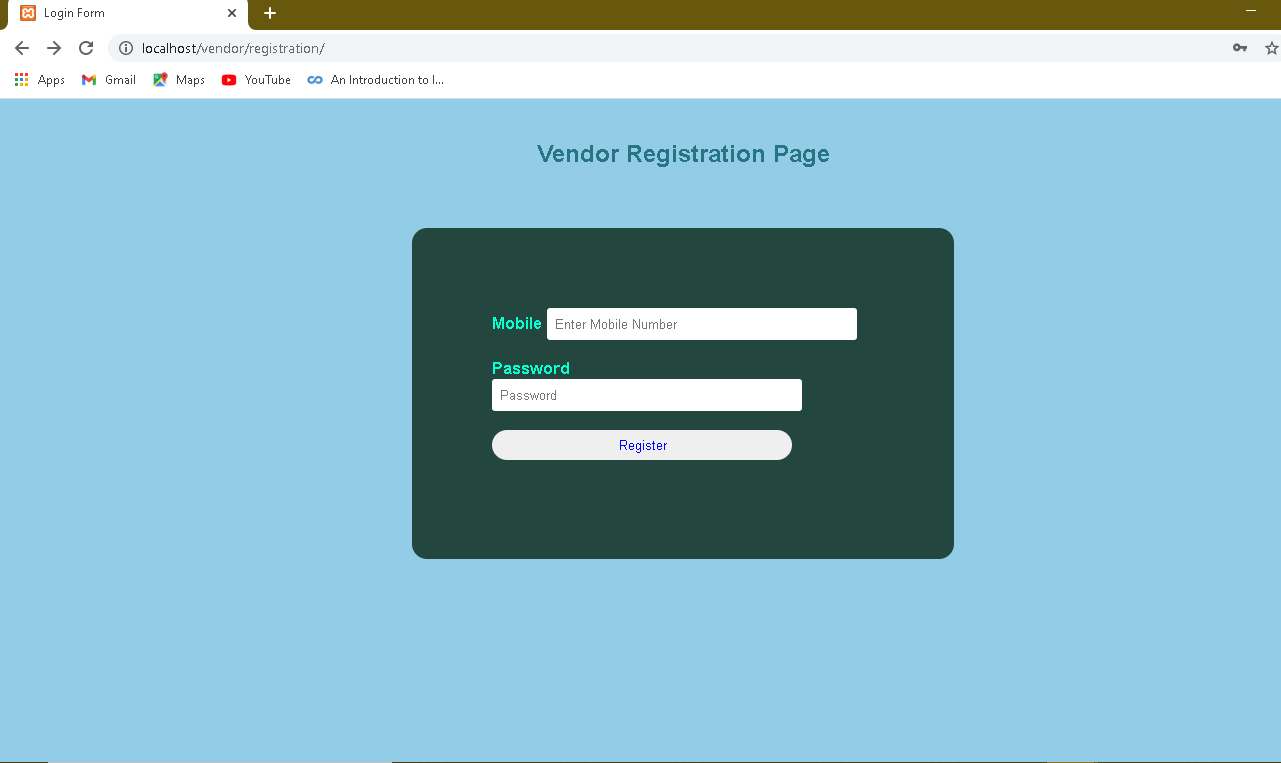 Login Form
localhost/vendor/registration/
Apps Gmail Maps YouTube An Introduction to I...
Vendor Registration Page
Mobile Enter Mobile Number
Password
Password
Register